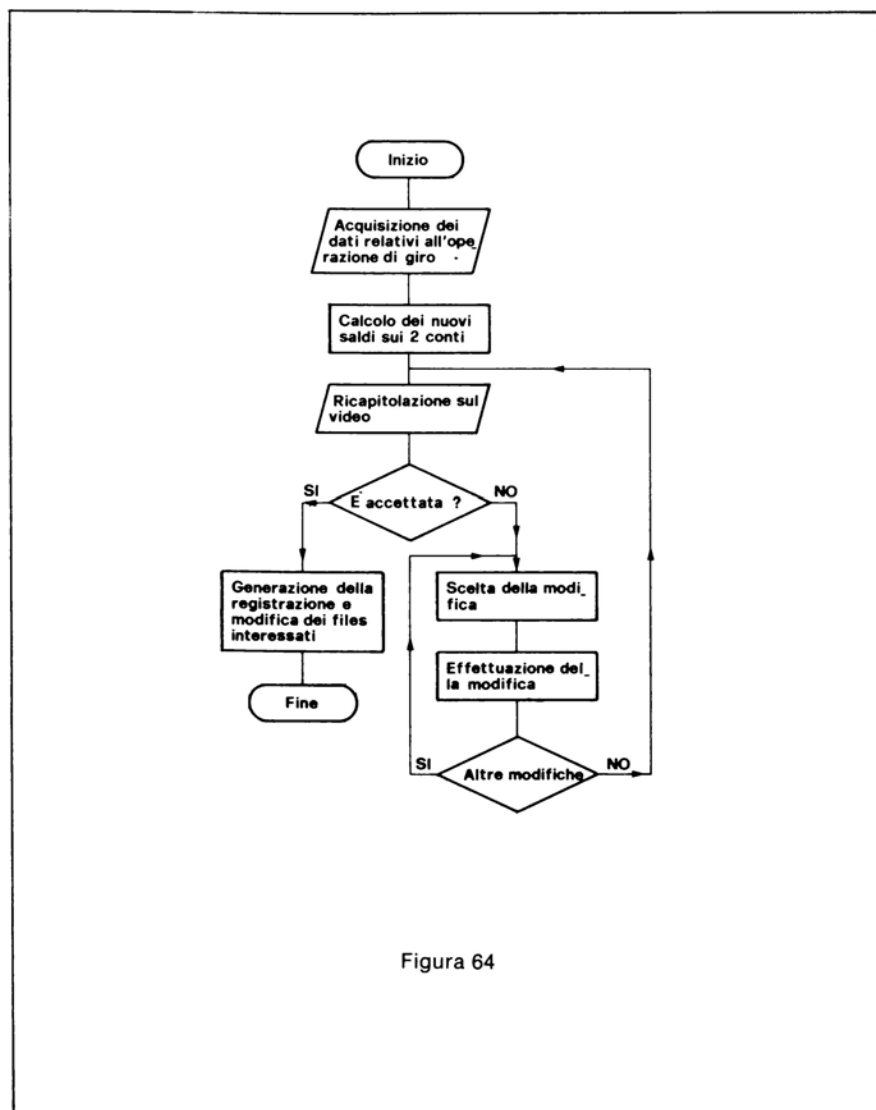 Inizio
Acquisizione dei
dati relativi all'ope_
razione di giro
Calcolo dei nuovi
saldi sui 2 conti
Ricapitolazione sul
video
E' accettata ?
SI
NO
Generazione della
registrazione e
modifica dei files
interessati
Fine
Scelta della modi_
fica
Effettuazione del_
la modifica
Altre modifiche
SI
NO
Figura 64